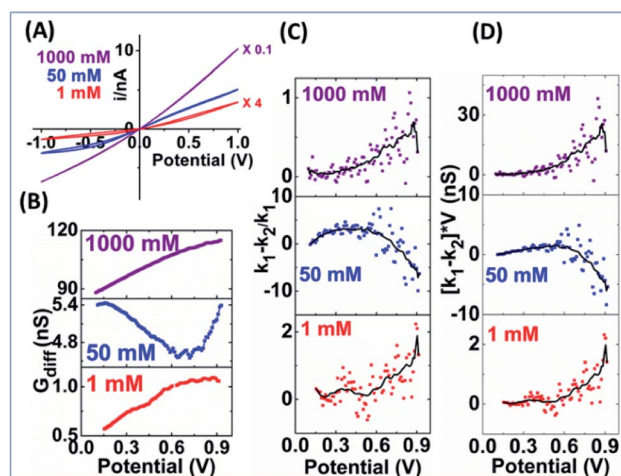 (A)
1000 mM
50 mM
1 mM
i/nA
10
5
0
X 0.1
X 4
-1.0 -0.5 0.5 1.0
Potential (V)
(B)
120
1000 mM
90
5.4
50 mM
4.8
1.0
1 mM
0.5
G diff (nS)
0.0 0.3 0.6 0.9
Potential (V)
(C)
1000 mM
1
0
10
0
50 mM
-10
1 mM
2
0
k₁-k₂/k₁
0.0 0.3 0.6 0.9
Potential (V)
(D)
1000 mM
30
0
10
0
50 mM
-10
1 mM
2
0
[k₁-k₂]*V (nS)
0.0 0.3 0.6 0.9
Potential (V)